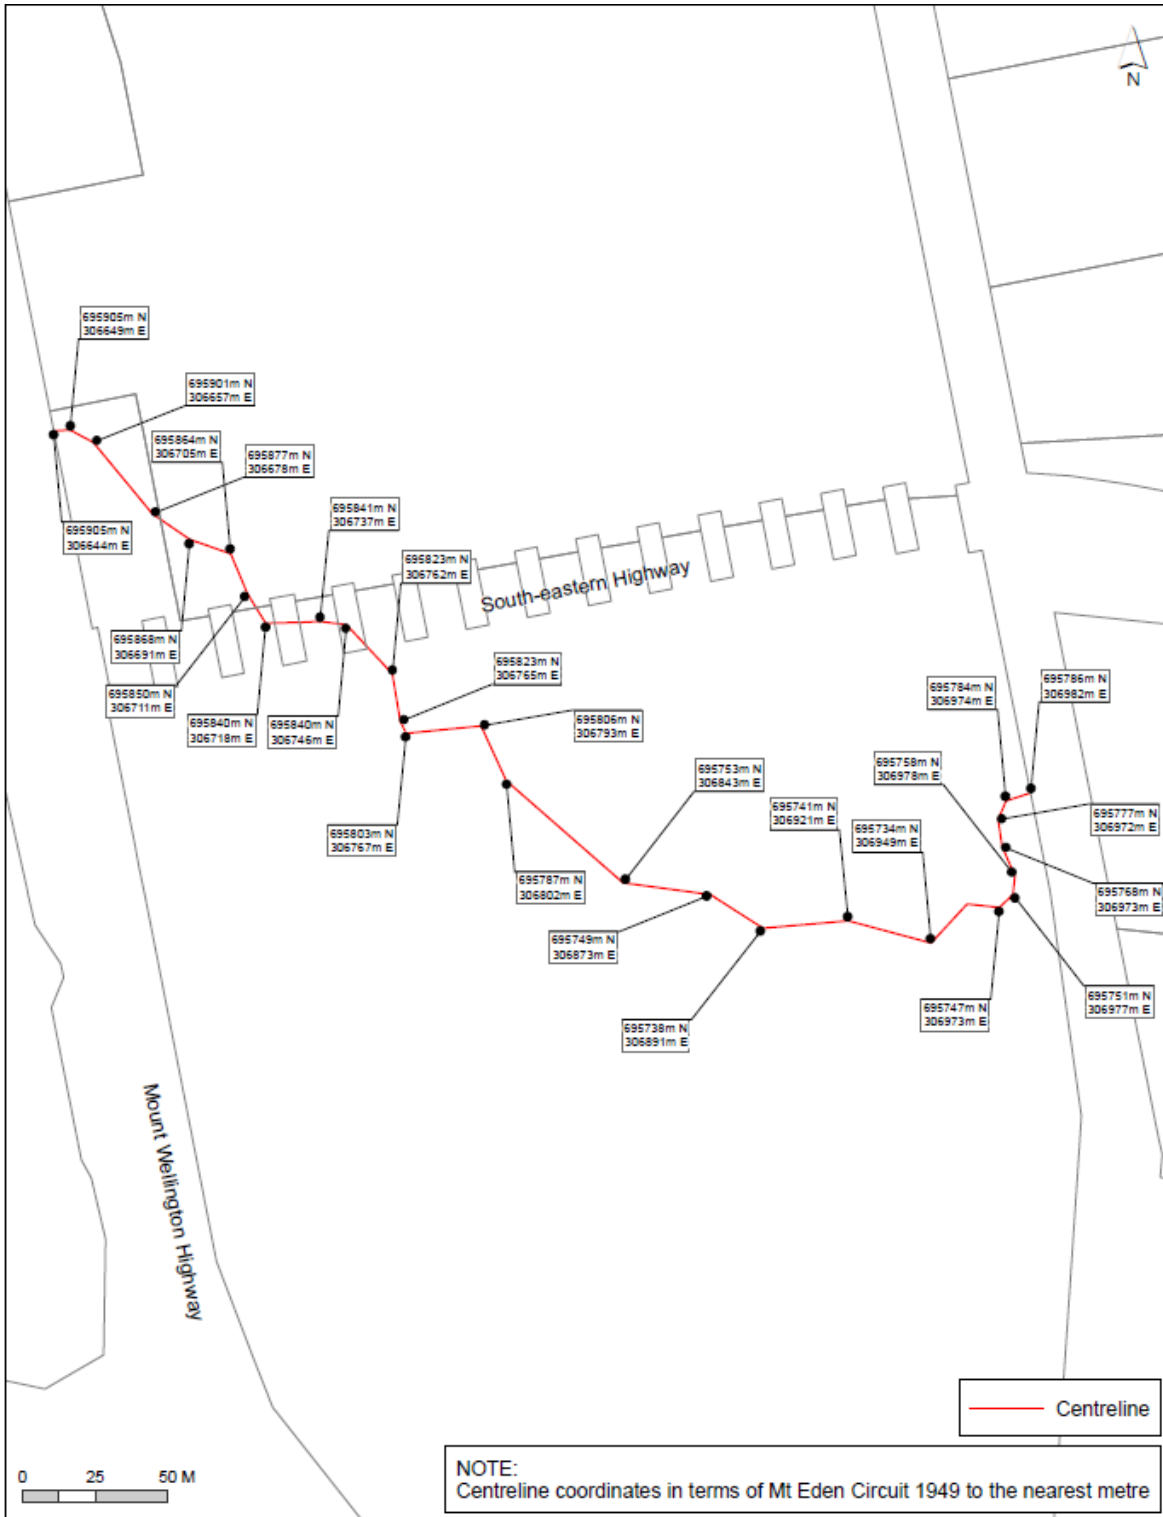 N
695905m N
306649m E
695901m N
306657m E
695864m N
306705m E
695877m N
306678m E
695841m N
306737m E
695905m N
306644m E
695823m N
306762m E
South-eastern Highway
695868m N
306691m E
695823m N
306765m E
695850m N
306711m E
695840m N
306718m E
695840m N
306746m E
695806m N
306793m E
695784m N
306974m E
695786m N
306982m E
695758m N
306978m E
695753m N
306843m E
695741m N
306921m E
695734m N
306949m E
695777m N
306972m E
695803m N
306767m E
695787m N
306802m E
695768m N
306973m E
695749m N
306873m E
695738m N
306891m E
695747m N
306973m E
695751m N
306977m E
Mount Wellington Highway
Centreline
0 25 50 M
NOTE:
Centreline coordinates in terms of Mt Eden Circuit 1949 to the nearest metre